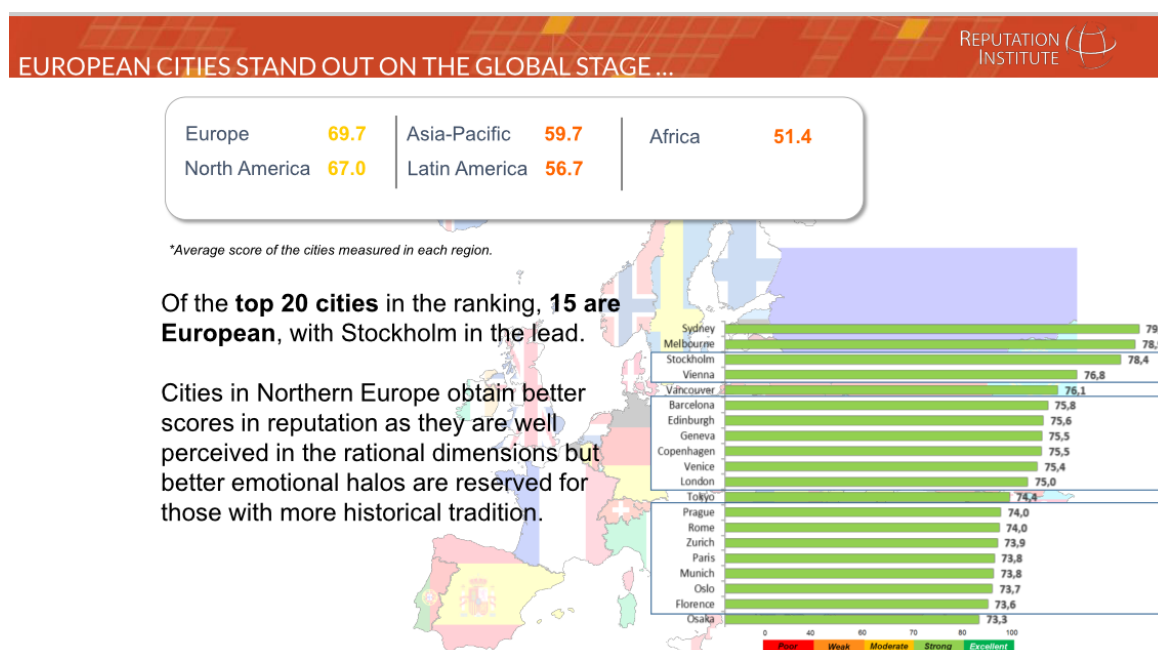 REPUTATION
INSTITUTE
EUROPEAN CITIES STAND OUT ON THE GLOBAL STAGE ...
Europe 69.7 Asia-Pacific 59.7 Africa 51.4
North America 67.0 Latin America 56.7
*Average score of the cities measured in each region.
Of the top 20 cities in the ranking, 15 are
European, with Stockholm in the lead.
Cities in Northern Europe obtain better
scores in reputation as they are well
perceived in the rational dimensions but
better emotional halos are reserved for
those with more historical tradition.
Sydney 79
Melbourne 78,
Stockholm 78,4
Vienna 76,8
Vancouver 76,1
Barcelona 75,8
Edinburgh 75,6
Geneva 75,5
Copenhagen 75,5
Venice 75,4
London 75,0
Tokyo 74,4
Prague 74,0
Rome 74,0
Zurich 73,9
Paris 73,8
Munich 73,8
Oslo 73,7
Florence 73,6
Osaka 73,3
0 40 60 70 80 100
Poor Weak Moderate Strong Excellent